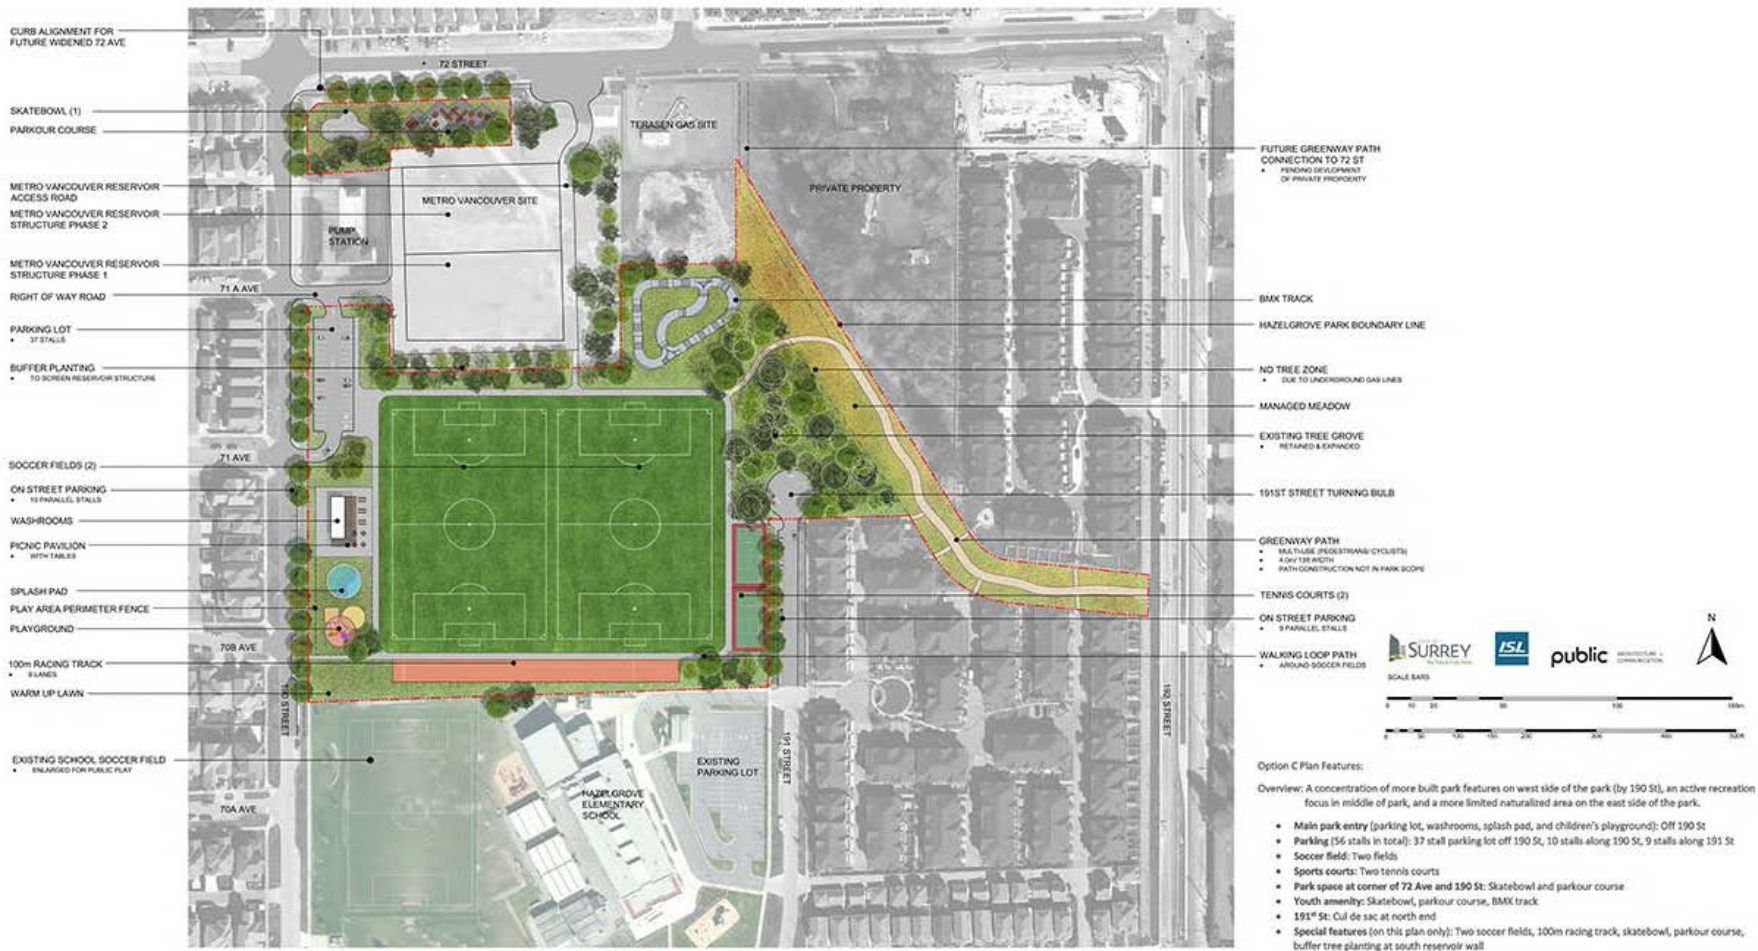 CURB ALIGNMENT FOR
FUTURE WIDENED 72 AVE
SKATEBOWL (1)
PARKOUR COURSE
METRO VANCOUVER RESERVOIR
ACCESS ROAD
METRO VANCOUVER RESERVOIR
STRUCTURE PHASE 2
METRO VANCOUVER RESERVOIR
STRUCTURE PHASE 1
RIGHT OF WAY ROAD
PARKING LOT
• 37 STALLS
BUFFER PLANTING
• TO SCREEN RESERVOIR STRUCTURE
SOCCER FIELDS (2)
ON STREET PARKING
• 10 PARALLEL STALLS
WASHROOMS
PICNIC PAVILION
• WITH TABLES
SPLASH PAD
PLAY AREA PERIMETER FENCE
PLAYGROUND
100m RACING TRACK
WARM UP LAWN
EXISTING SCHOOL SOCCER FIELD
• ENLARGED FOR PUBLIC PLAY
72 STREET
TERASEN GAS SITE
PRIVATE PROPERTY
METRO VANCOUVER SITE
PUMP
STATION
71 A AVE
71 AVE
70B AVE
70A AVE
190 STREET
191 STREET
192 STREET
EXISTING
PARKING LOT
HAZELGROVE
ELEMENTARY
SCHOOL
FUTURE GREENWAY PATH
CONNECTION TO 72 ST
• PENDING DEVLOPMENT
OF PRIVATE PROPOERTY
BMX TRACK
HAZELGROVE PARK BOUNDARY LINE
NO TREE ZONE
• DUE TO UNDERGROUND GAS LINES
MANAGED MEADOW
EXISTING TREE GROVE
• RETAINED & EXPANDED
191ST STREET TURNING BULB
GREENWAY PATH
• MULTI-USE (PEDESTRIANS/ CYCLISTS)
• PATH CONSTRUCTION NOT IN PARK SCOPE
TENNIS COURTS (2)
ON STREET PARKING
• 9 PARALLEL STALLS
WALKING LOOP PATH
• AROUND SOCCER FIELDS
SURREY
ISL
public
N
SCALE BARS
Option C Plan Features:
Overview: A concentration of more built park features on west side of the park (by 190 St), an active recreation
focus in middle of park, and a more limited naturalized area on the east side of the park.
• Main park entry (parking lot, washrooms, splash pad, and children's playground): Off 190 St
• Parking (56 stalls in total): 37 stall parking lot off 190 St, 10 stalls along 190 St, 9 stalls along 191 St
• Soccer field: Two fields
• Sports courts: Two tennis courts
• Park space at corner of 72 Ave and 190 St: Skatebowl and parkour course
• Youth amenity: Skatebowl, parkour course, BMX track
• 191st St: Cul de sac at north end
• Special features (on this plan only): Two soccer fields, 100m racing track, skatebowl, parkour course,
buffer tree planting at south reservoir wall